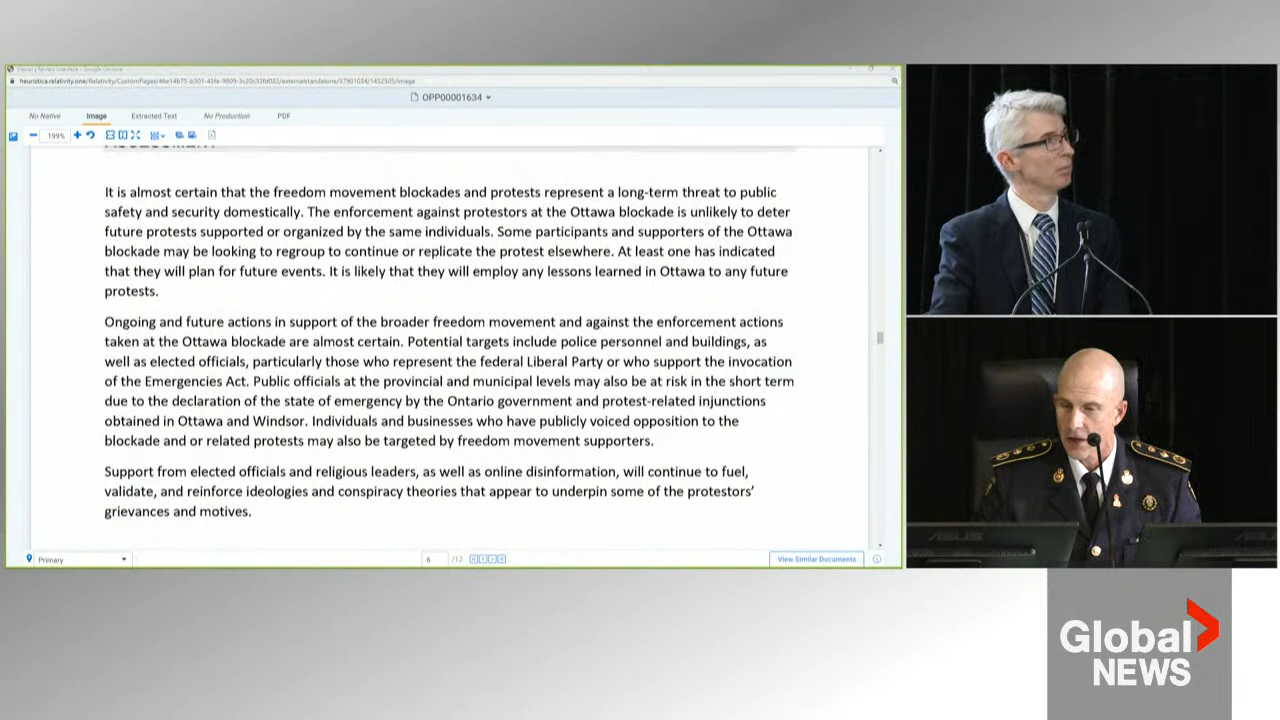 Viewer | Review Interface - Google Chrome
OPP00001634
No Native Image Extracted Text No Production PDF
199%
ASSESSMENT
It is almost certain that the freedom movement blockades and protests represent a long-term threat to public
safety and security domestically. The enforcement against protestors at the Ottawa blockade is unlikely to deter
future protests supported or organized by the same individuals. Some participants and supporters of the Ottawa
blockade may be looking to regroup to continue or replicate the protest elsewhere. At least one has indicated
that they will plan for future events. It is likely that they will employ any lessons learned in Ottawa to any future
protests.
Ongoing and future actions in support of the broader freedom movement and against the enforcement actions
taken at the Ottawa blockade are almost certain. Potential targets include police personnel and buildings, as
well as elected officials, particularly those who represent the federal Liberal Party or who support the invocation
of the Emergencies Act. Public officials at the provincial and municipal levels may also be at risk in the short term
due to the declaration of the state of emergency by the Ontario government and protest-related injunctions
obtained in Ottawa and Windsor. Individuals and businesses who have publicly voiced opposition to the
blockade and or related protests may also be targeted by freedom movement supporters.
Support from elected officials and religious leaders, as well as online disinformation, will continue to fuel,
validate, and reinforce ideologies and conspiracy theories that appear to underpin some of the protestors'
grievances and motives.
Primary
6 /12
View Similar Documents
ASUS
Global
NEWS